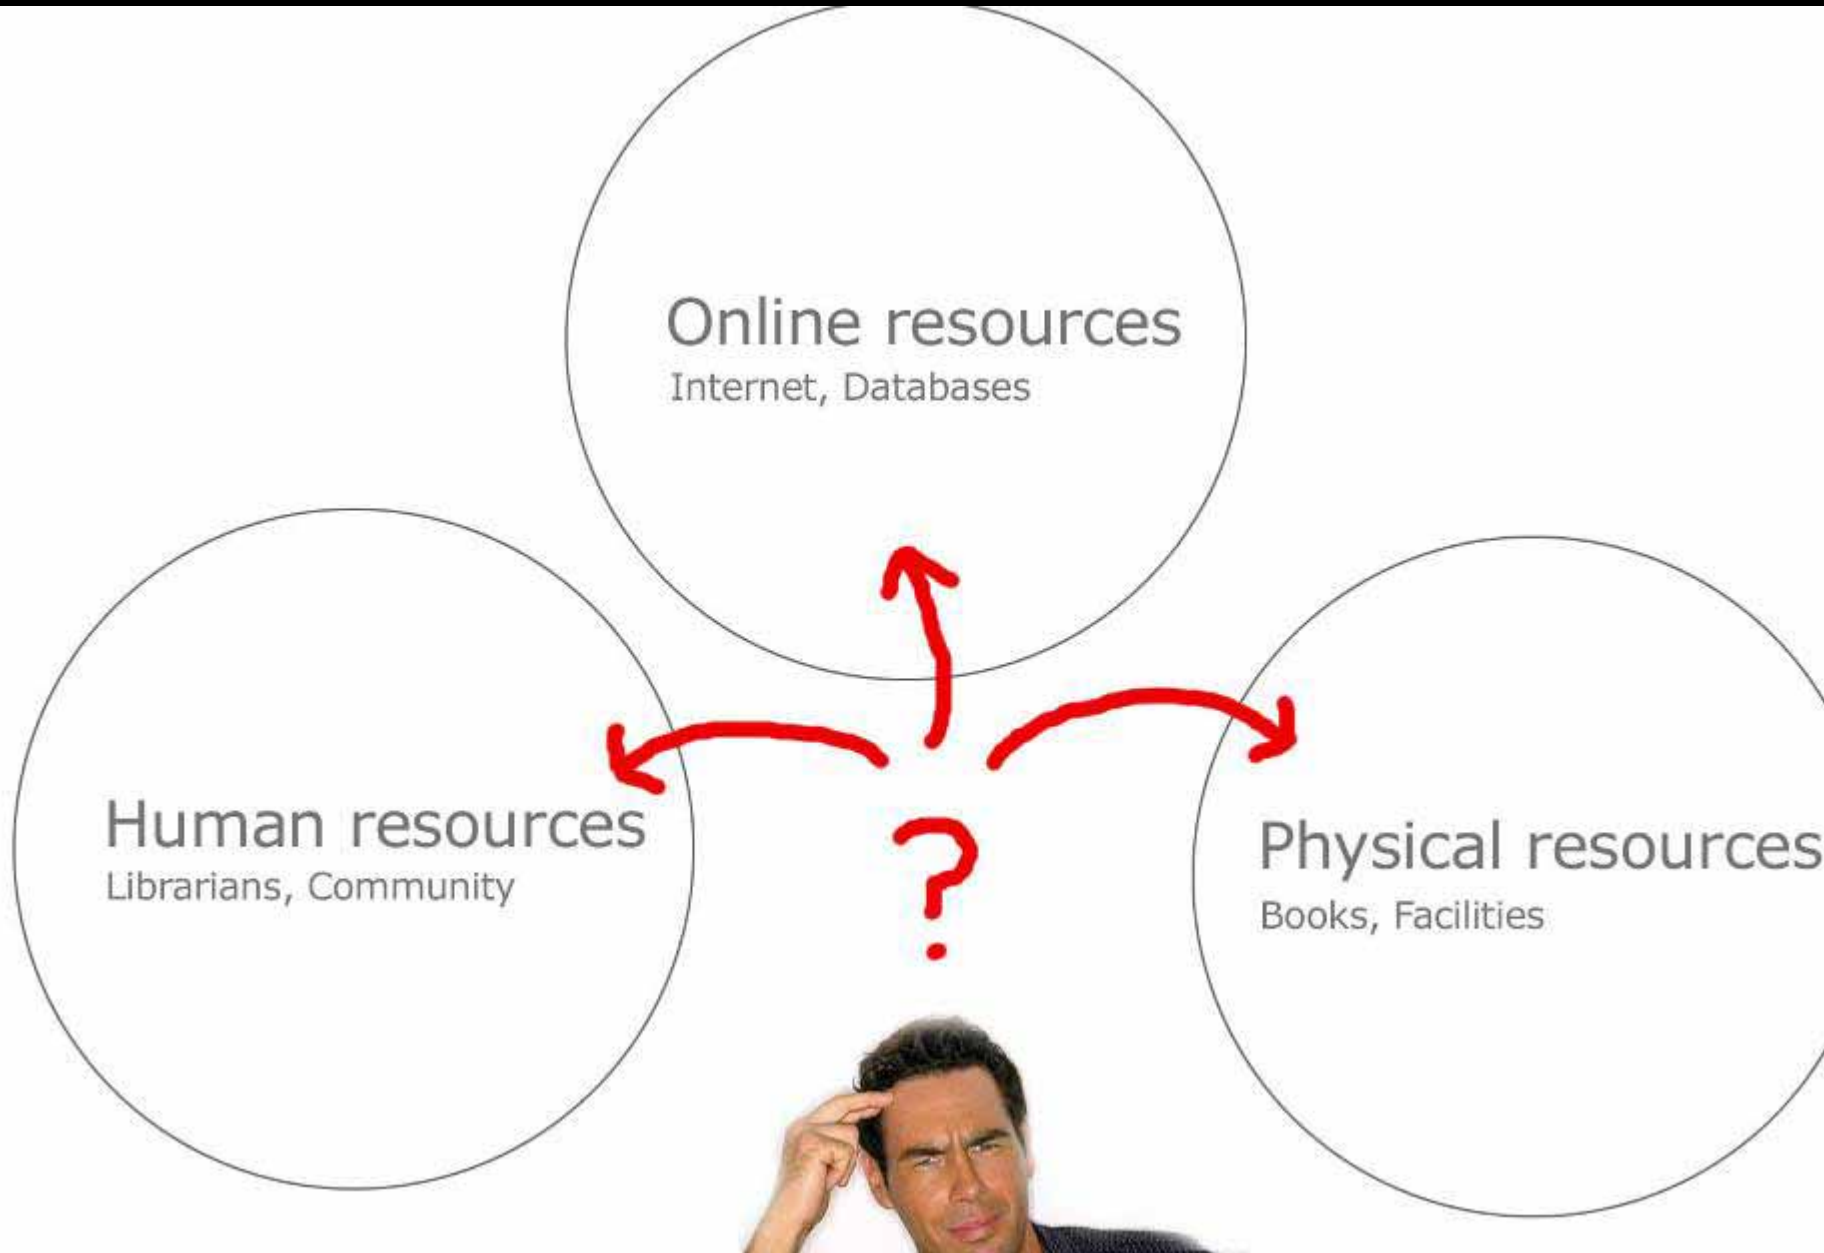 Online resources
Internet, Databases
Human resources
Librarians, Community
Physical resources
Books, Facilities
?